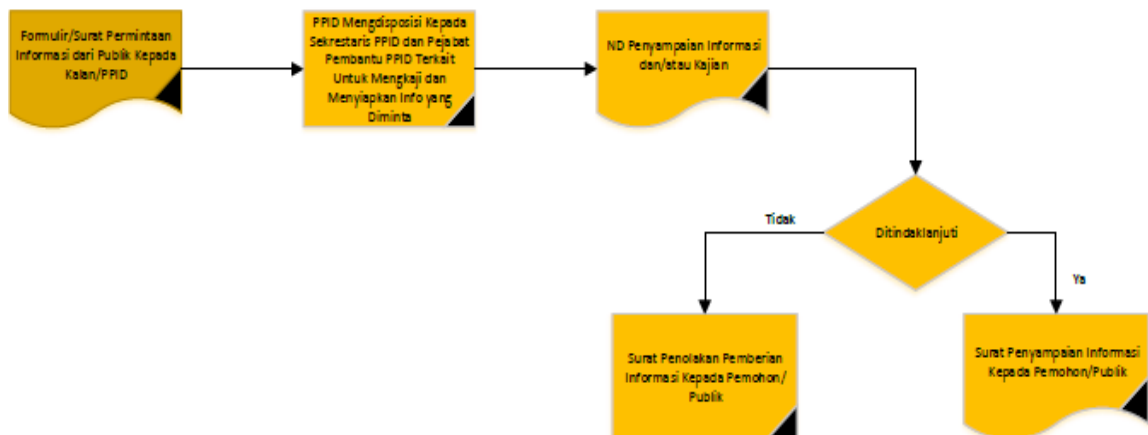 Formulir/Surat Permintaan
Informasi dari Publik Kepada
Kalan/PPID
PPID Mengdisposisi Kepada
Sekretaris PPID dan Pejabat
Pembantu PPID Terkait
Untuk Mengkaji dan
Menyiapkan Info yang
Diminta
ND Penyampaian Informasi
dan/atau Kajian
Ditindaklanjuti
Tidak
Ya
Surat Penolakan Pemberian
Informasi Kepada Pemohon/
Publik
Surat Penyampaian Informasi
Kepada Pemohon/Publik